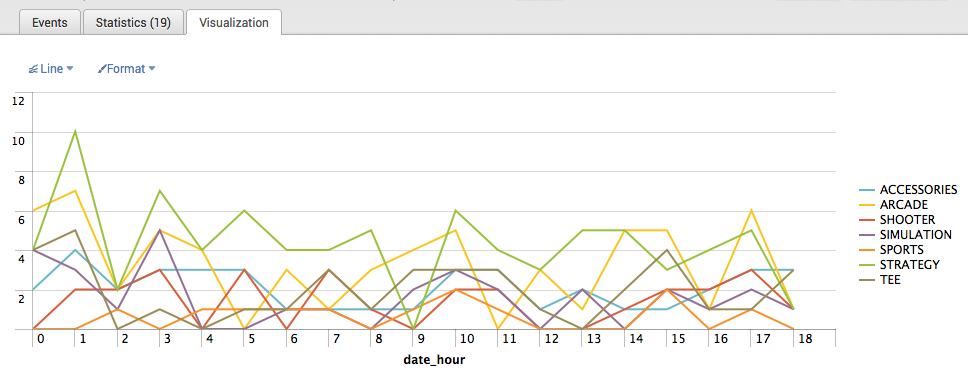 Events Statistics (19) Visualization
Line Format
12
10
8
6
4
2
0 1 2 3 4 5 6 7 8 9 10 11 12 13 14 15 16 17 18
date_hour
ACCESSORIES
ARCADE
SHOOTER
SIMULATION
SPORTS
STRATEGY
TEE